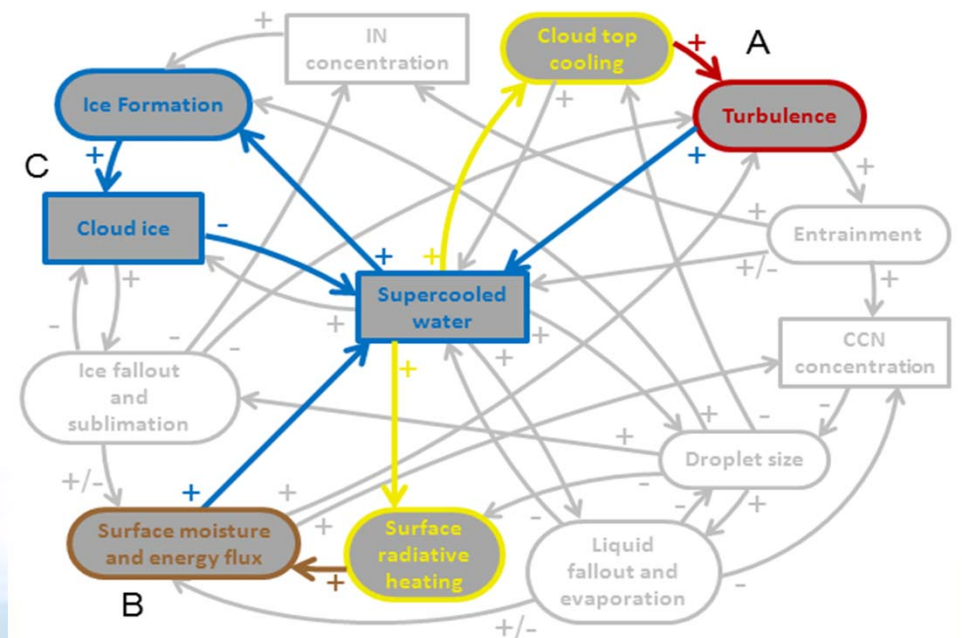 IN
concentration
Cloud top
cooling
A
Ice Formation
Turbulence
C
Cloud ice
Entrainment
Supercooled
water
CCN
concentration
Ice fallout
and
sublimation
Droplet size
Surface moisture
and energy flux
Surface
radiative
heating
Liquid
fallout and
evaporation
B
+
+
+
+
+
+
-
+
+
+
+/-
+
+
-
-
-
+
+
+
+
+
-
-
+
+/-
+
-
+
+
+
-
-
+
-
+
-
+/-